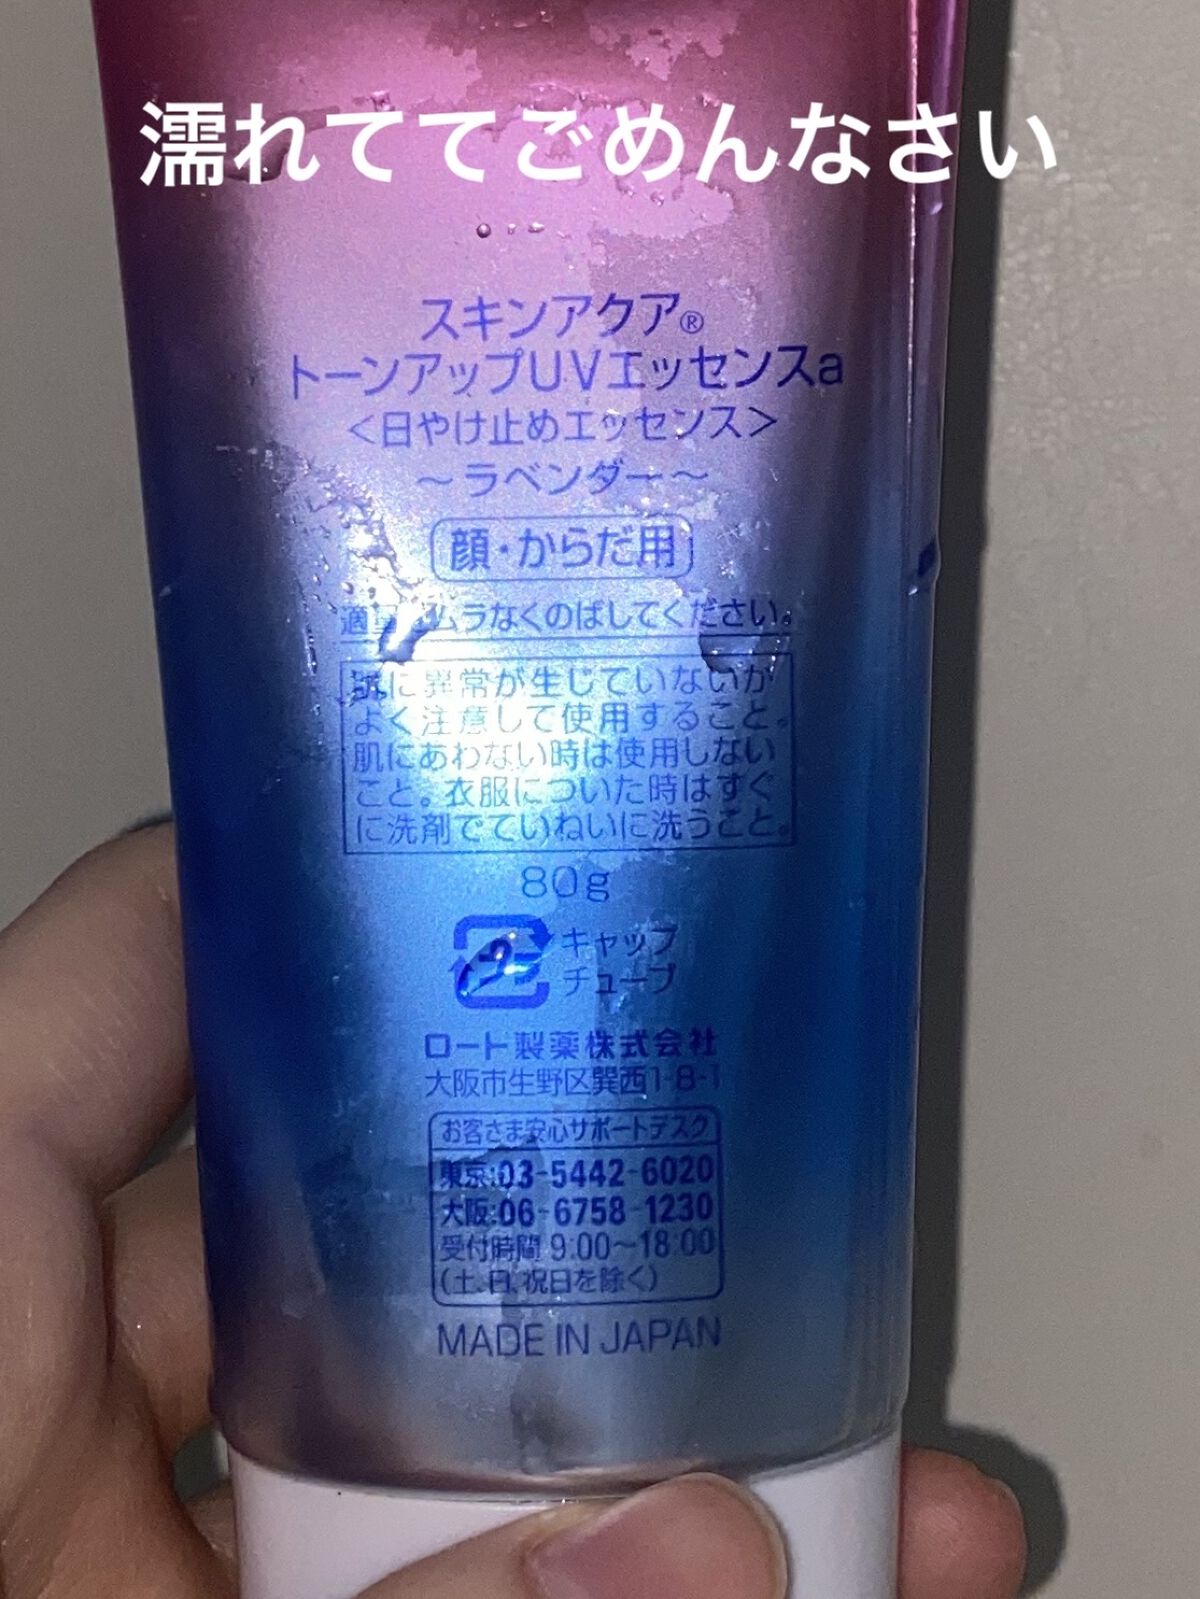 濡れててごめんなさい
スキンアクア®
トーンアップUVエッセンスa
<日やけ止めエッセンス>
~ラベンダー~
顔・からだ用
適量をムラなくのばしてください。
肌に異常が生じていないか
よく注意して使用すること。
肌にあわない時は使用しない
こと。衣服についた時はすぐ
に洗剤でていねいに洗うこと。
80g
キャップ
チューブ
ロート製薬株式会社
大阪市生野区巽西1-8-1
お客さま安心サポートデスク
東京:03-5442-6020
大阪:06-6758-1230
受付時間 9:00~18:00
(土、日、祝日を除く)
MADE IN JAPAN